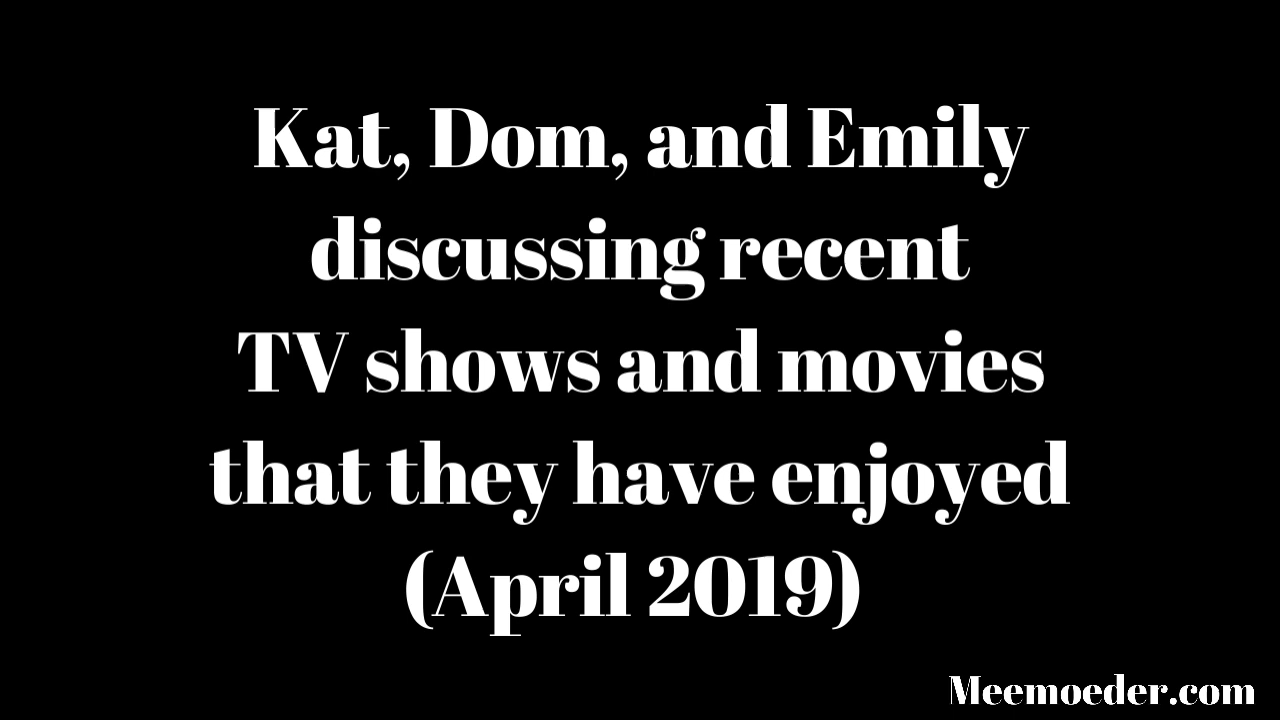 Kat, Dom, and Emily
discussing recent
TV shows and movies
that they have enjoyed
(April 2019)
Meemoeder.com